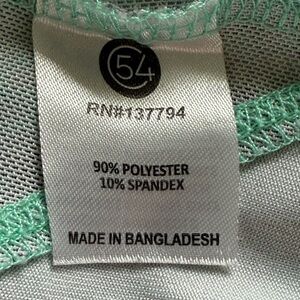 C54
RN#137794
90% POLYESTER
10% SPANDEX
MADE IN BANGLADESH